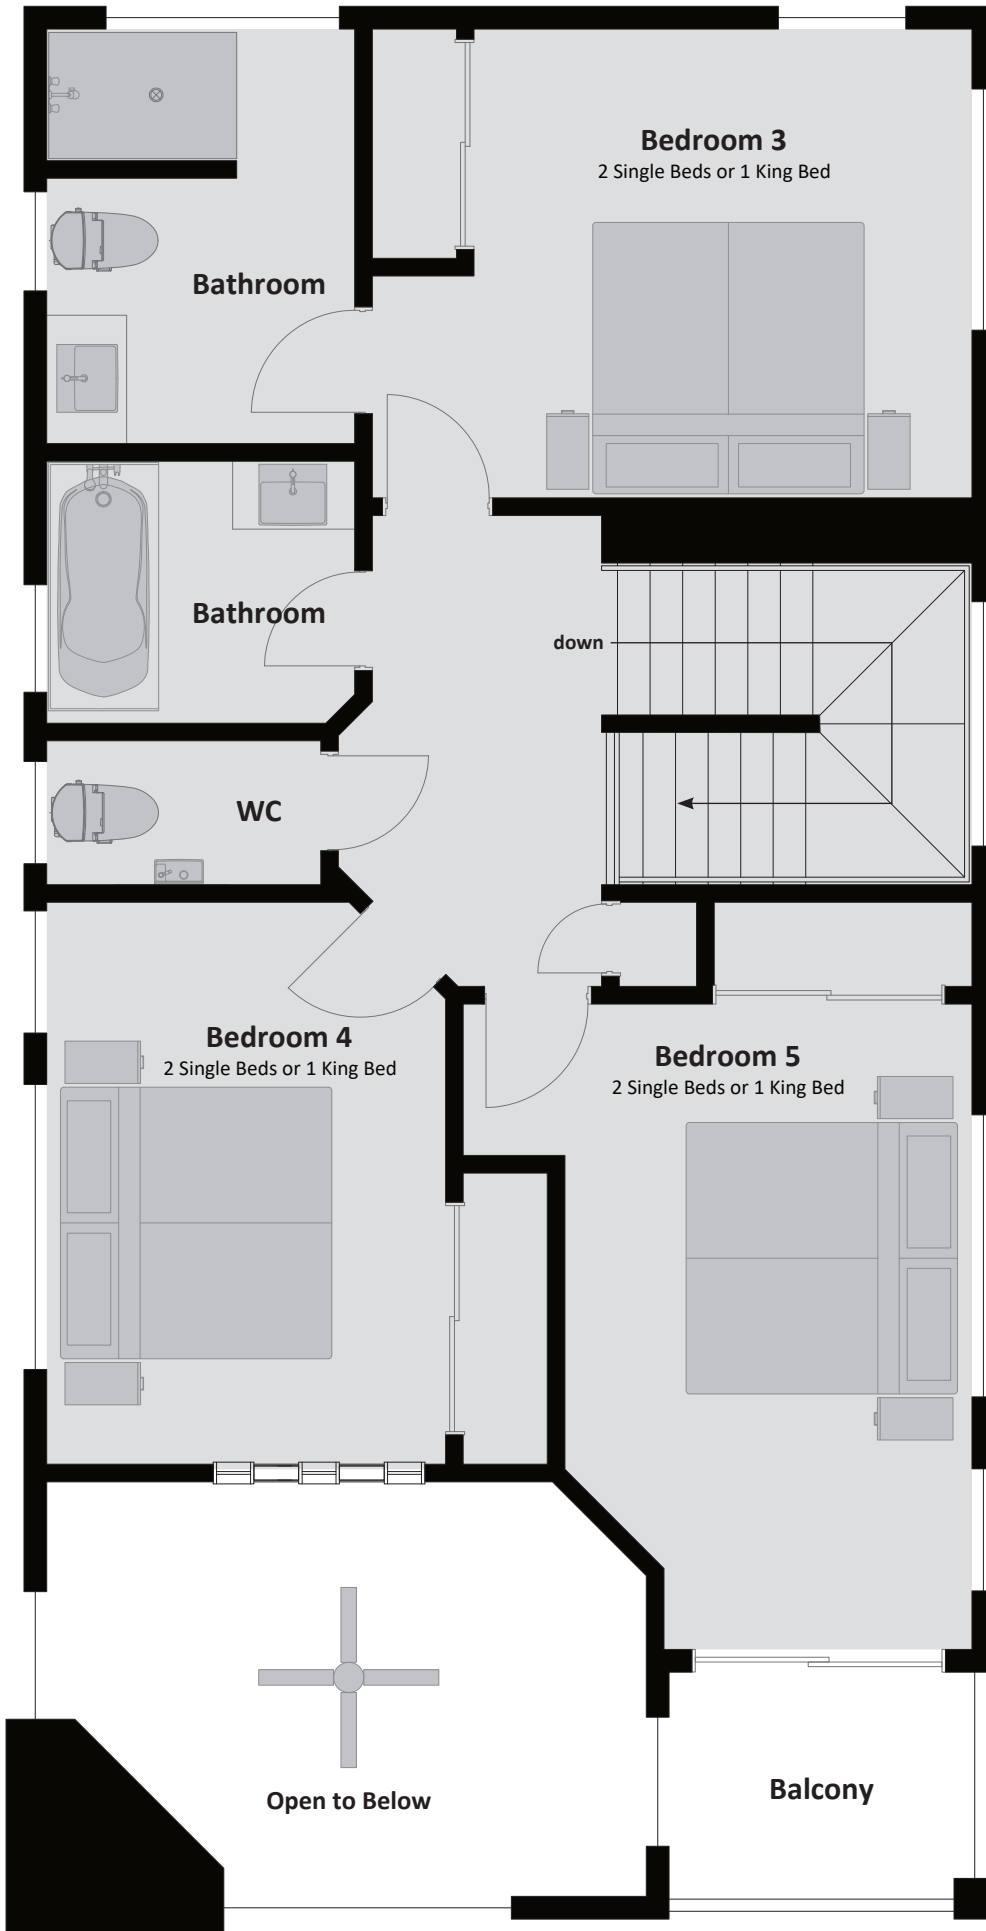 Bedroom 3
2 Single Beds or 1 King Bed
Bathroom
Bathroom
down
WC
Bedroom 4
2 Single Beds or 1 King Bed
Bedroom 5
2 Single Beds or 1 King Bed
Open to Below
Balcony